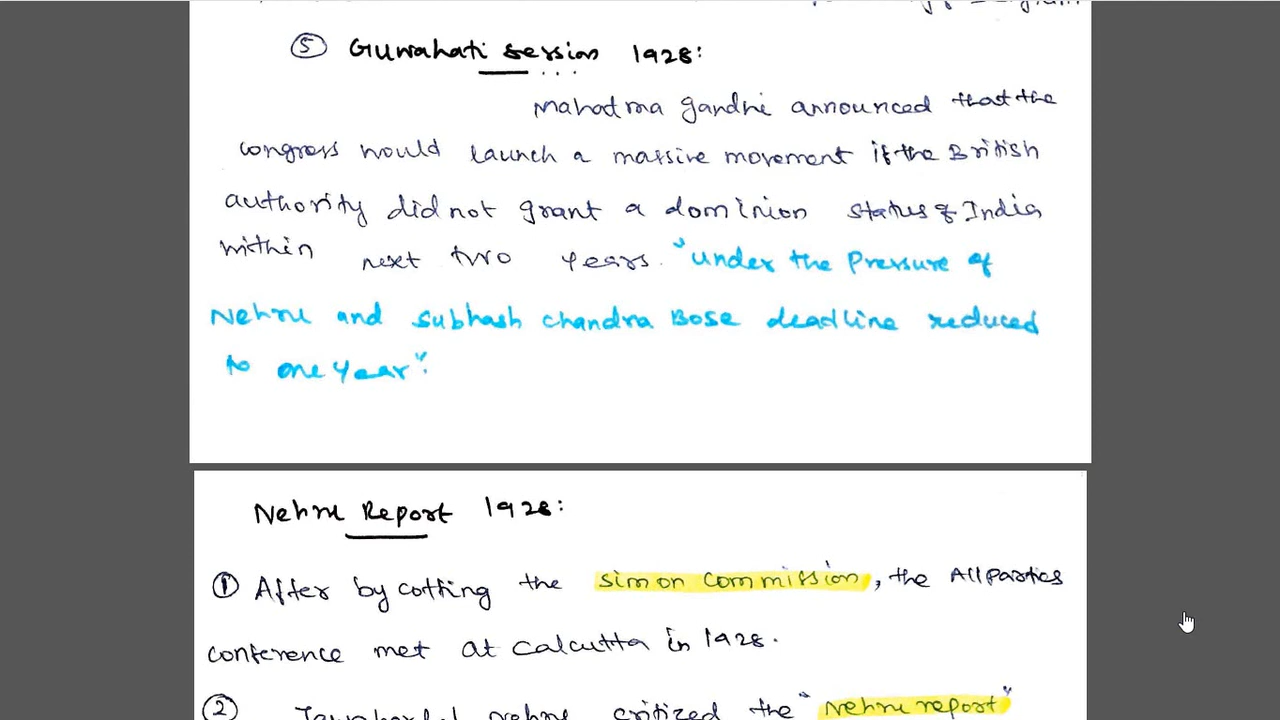 ⑤ Guwahati session 1928:
Mahatma gandhi announced that the
congress would launch a massive movement if the British
authority did not grant a dominion status of India
within next two years. "under the pressure of
Nehru and subhash chandra Bose deadline reduced
to one year".
Nehru Report 1928:
① After by cotting the simon commission, the All parties
conference met at calcutta in 1928.
② Jawaharlal nehru critized the "nehru report"